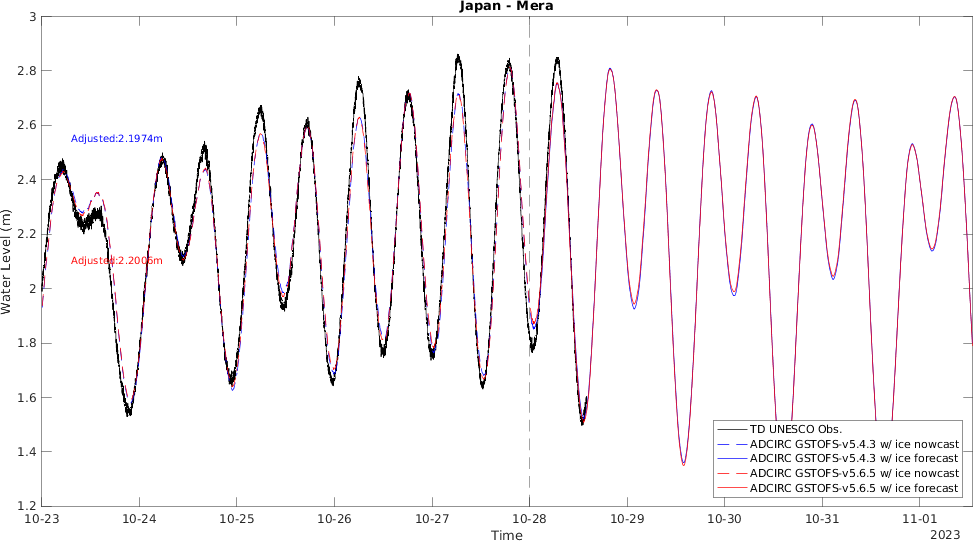 Japan - Mera
3
2.8
2.6
2.4
2.2
2
1.8
1.6
1.4
1.2
Water Level (m)
Adjusted:2.1974m
Adjusted:2.2006m
TD UNESCO Obs.
ADCIRC GSTOFS-v5.4.3 w/ ice nowcast
ADCIRC GSTOFS-v5.4.3 w/ ice forecast
ADCIRC GSTOFS-v5.6.5 w/ ice nowcast
ADCIRC GSTOFS-v5.6.5 w/ ice forecast
10-23 10-24 10-25 10-26 10-27 10-28 10-29 10-30 10-31 11-01
Time
2023